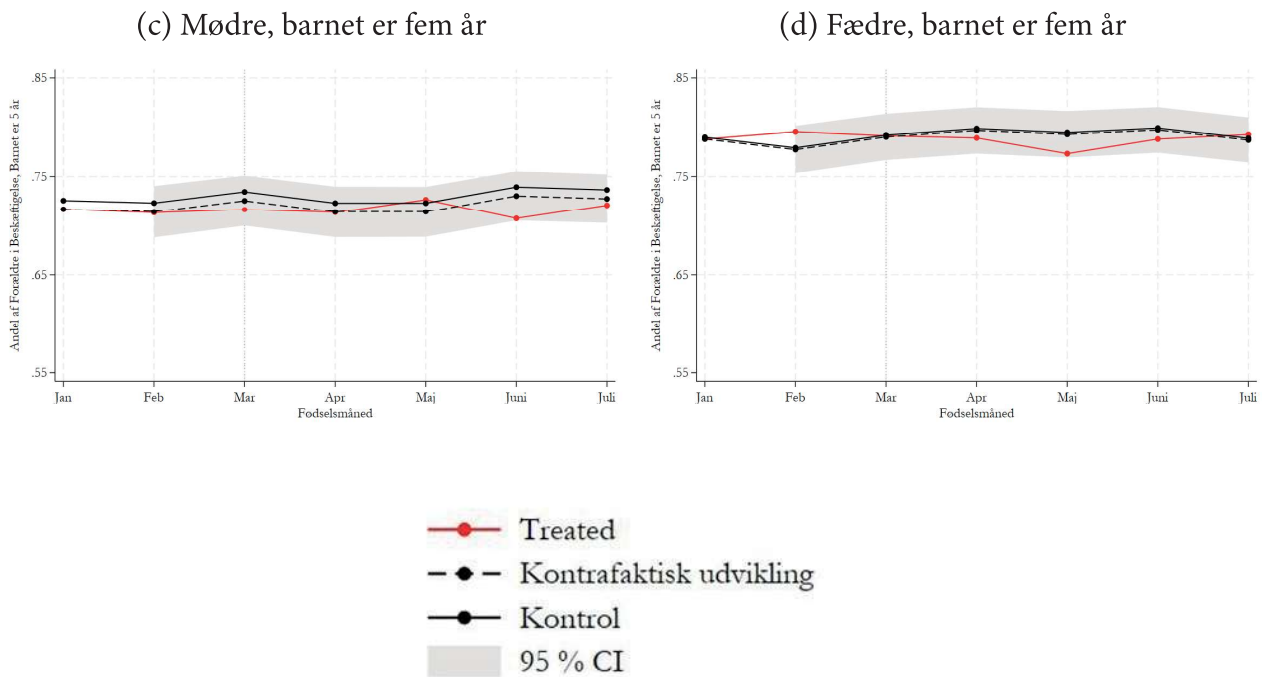 (c) Mødre, barnet er fem år
Andel af Forældre i Beskæftigelse, Barnet er 5 år
.85
.75
.65
.55
Jan Feb Mar Apr Maj Juni Juli
Fødselsmåned
(d) Fædre, barnet er fem år
Andel af Forældre i Beskæftigelse, Barnet er 5 år
.85
.75
.65
.55
Jan Feb Mar Apr Maj Juni Juli
Fødselsmåned
Treated
Kontrafaktisk udvikling
Kontrol
95 % CI